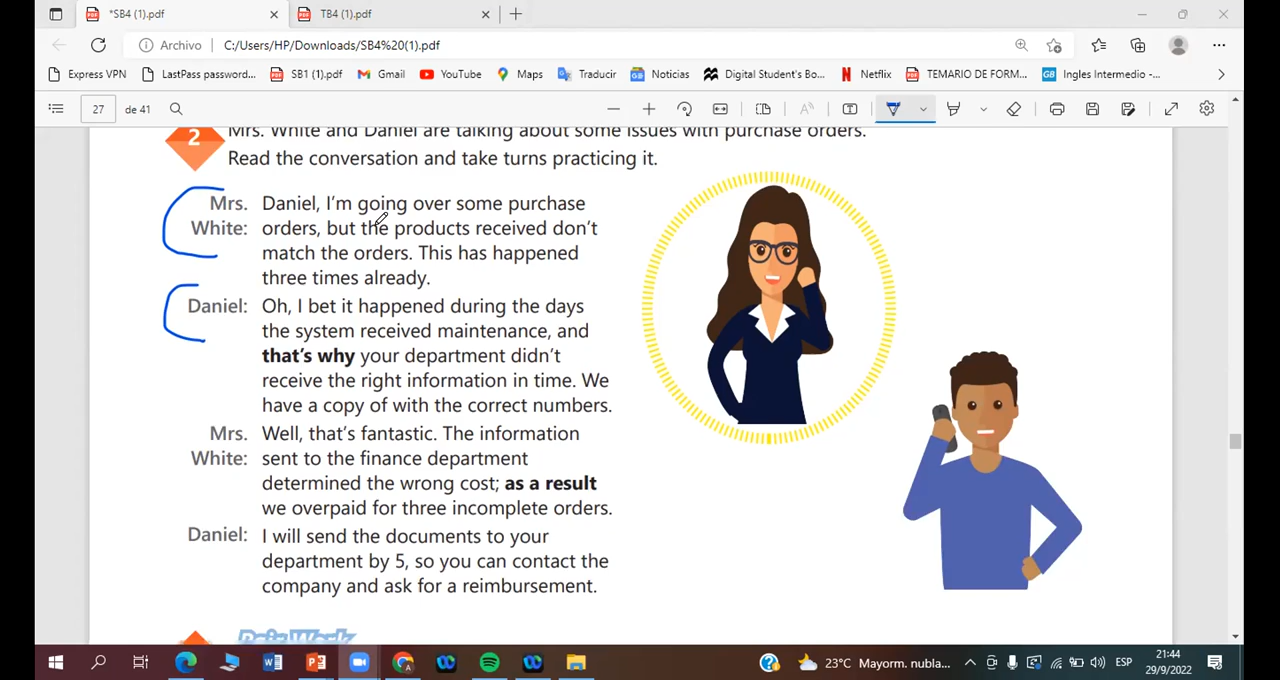 *SB4 (1).pdf
TB4 (1).pdf
Archivo
C:/Users/HP/Downloads/SB4%20(1).pdf
Express VPN
LastPass password...
SB1 (1).pdf
Gmail
YouTube
Maps
Traducir
Noticias
Digital Student's Bo...
Netflix
TEMARIO DE FORM...
Ingles Intermedio -...
27 de 41
2
Mrs. White and Daniel are talking about some issues with purchase orders.
Read the conversation and take turns practicing it.
Mrs. Daniel, I'm going over some purchase
White: orders, but the products received don't
match the orders. This has happened
three times already.
Daniel: Oh, I bet it happened during the days
the system received maintenance, and
that's why your department didn't
receive the right information in time. We
have a copy of with the correct numbers.
Mrs. Well, that's fantastic. The information
White: sent to the finance department
determined the wrong cost; as a result
we overpaid for three incomplete orders.
Daniel: I will send the documents to your
department by 5, so you can contact the
company and ask for a reimbursement.
Pair Work
23°C Mayorm. nubla...
ESP
21:44
29/9/2022